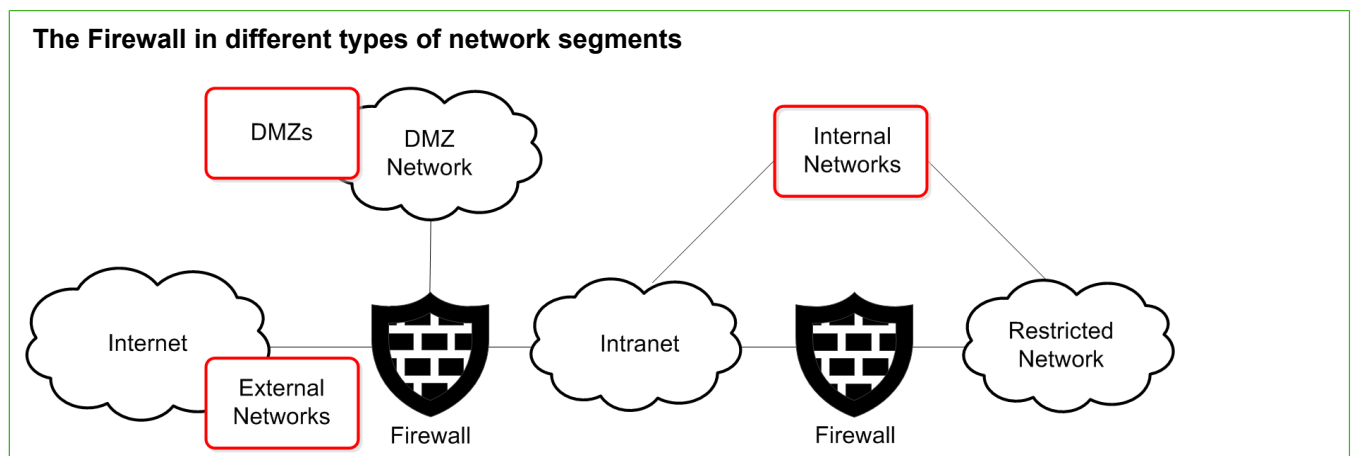 The Firewall in different types of network segments
DMZs
DMZ
Network
Internal
Networks
Internet
External
Networks
Firewall
Intranet
Firewall
Restricted
Network